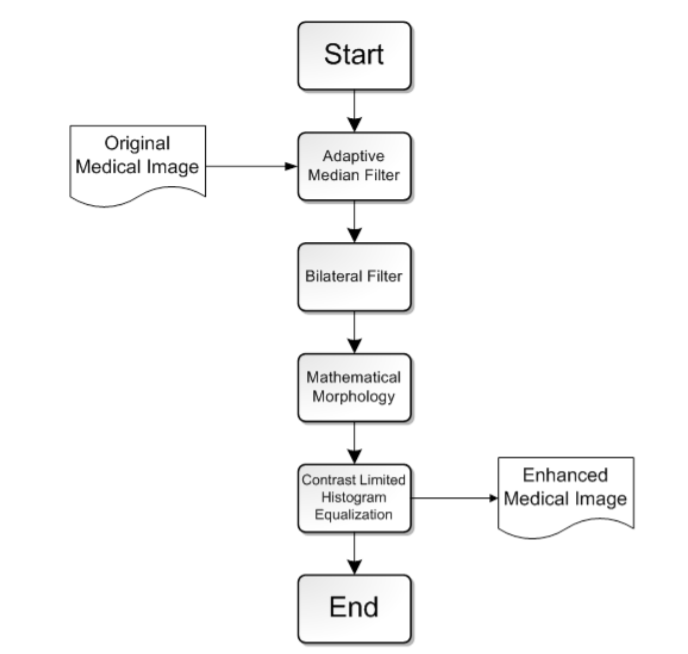 Start
Original
Medical Image
Adaptive
Median Filter
Bilateral Filter
Mathematical
Morphology
Contrast Limited
Histogram
Equalization
Enhanced
Medical Image
End